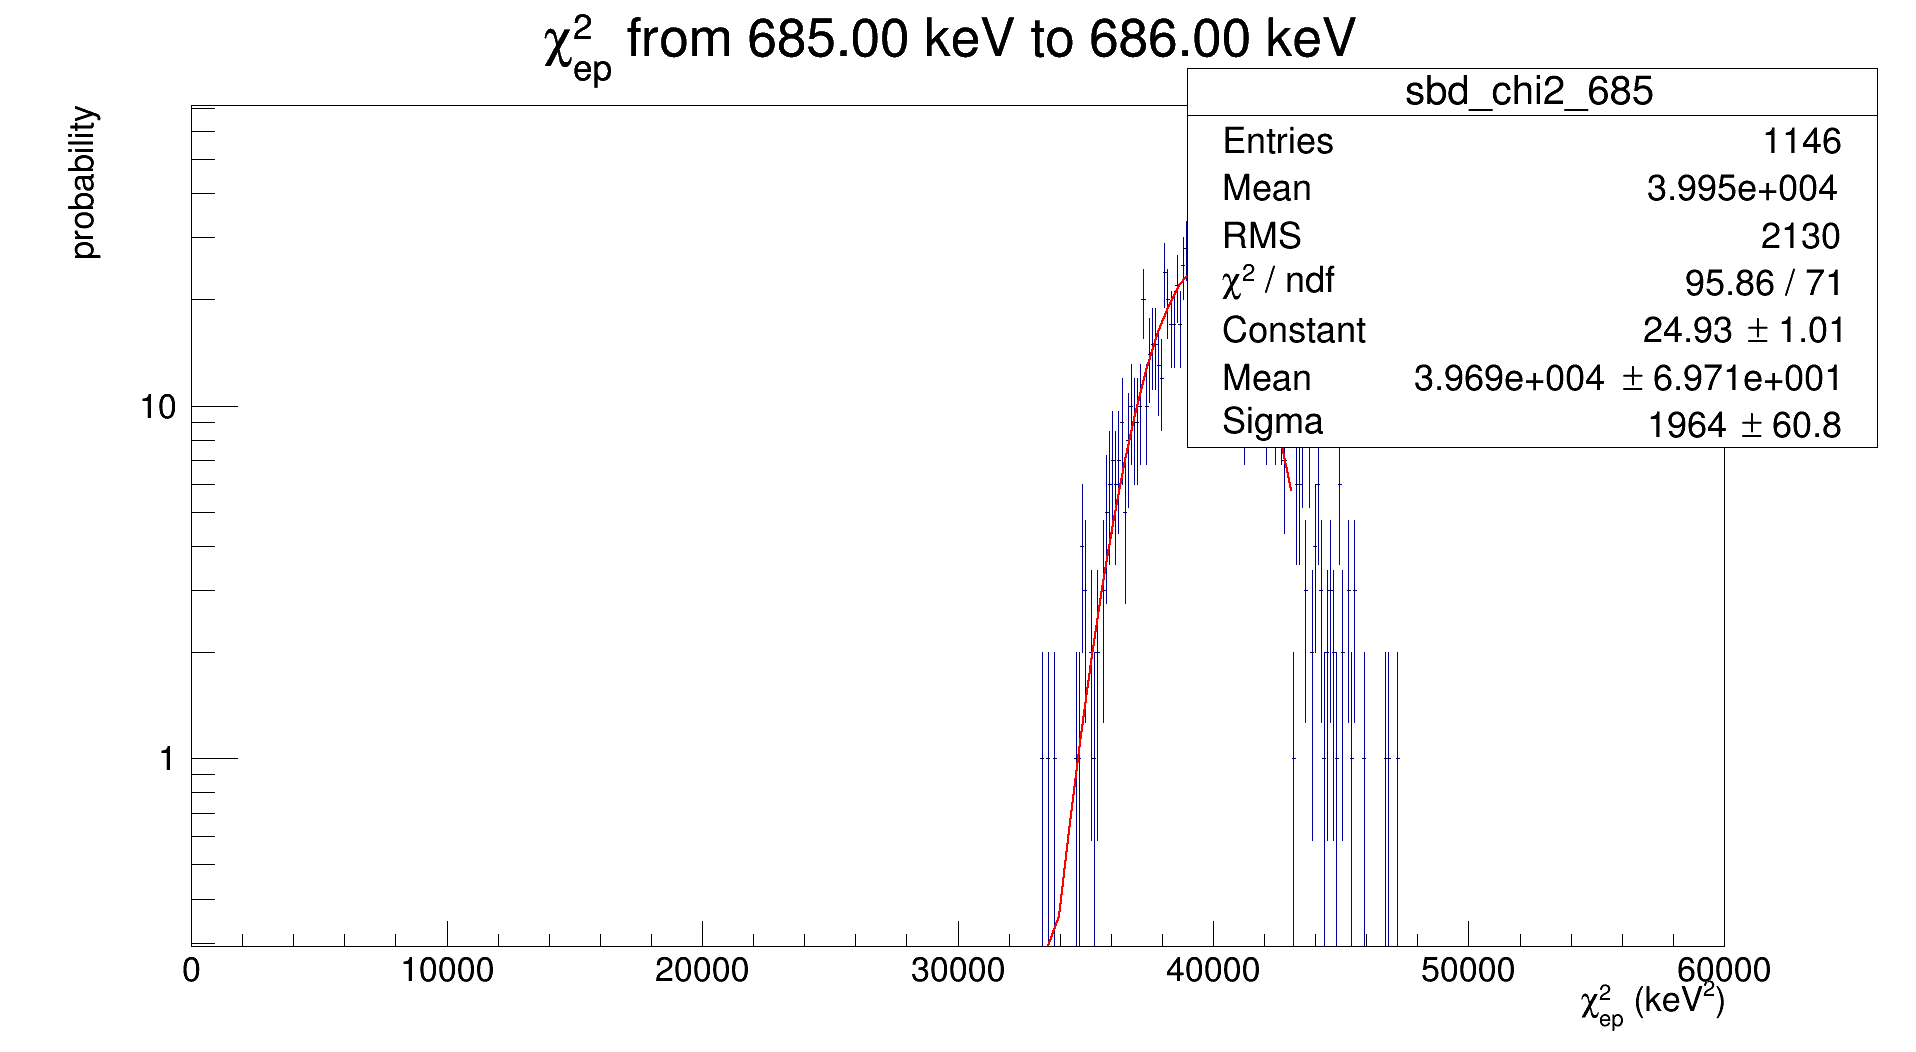 χ²ep from 685.00 keV to 686.00 keV
probability
sbd_chi2_685
Entries 1146
Mean 3.995e+004
RMS 2130
χ² / ndf 95.86 / 71
Constant 24.93 ± 1.01
Mean 3.969e+004 ± 6.971e+001
Sigma 1964 ± 60.8
10
1
0 10000 20000 30000 40000 50000 60000
χ²ep (keV²)